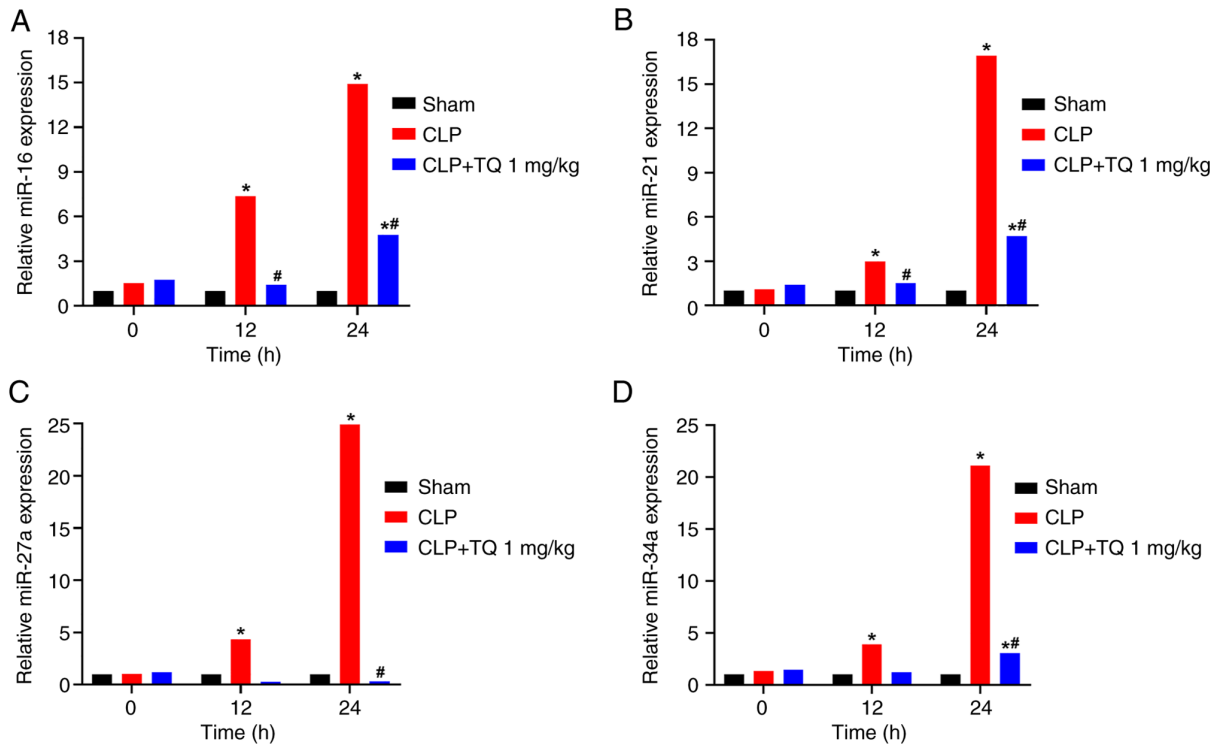 A
Relative miR-16 expression
18
15
12
9
6
3
0
*
#
*
*#
0 12 24
Time (h)
Sham
CLP
CLP+TQ 1 mg/kg
B
Relative miR-21 expression
18
15
12
9
6
3
0
*
#
*
*#
0 12 24
Time (h)
Sham
CLP
CLP+TQ 1 mg/kg
C
Relative miR-27a expression
25
20
15
10
5
0
*
*
#
0 12 24
Time (h)
Sham
CLP
CLP+TQ 1 mg/kg
D
Relative miR-34a expression
25
20
15
10
5
0
*
*
*#
0 12 24
Time (h)
Sham
CLP
CLP+TQ 1 mg/kg